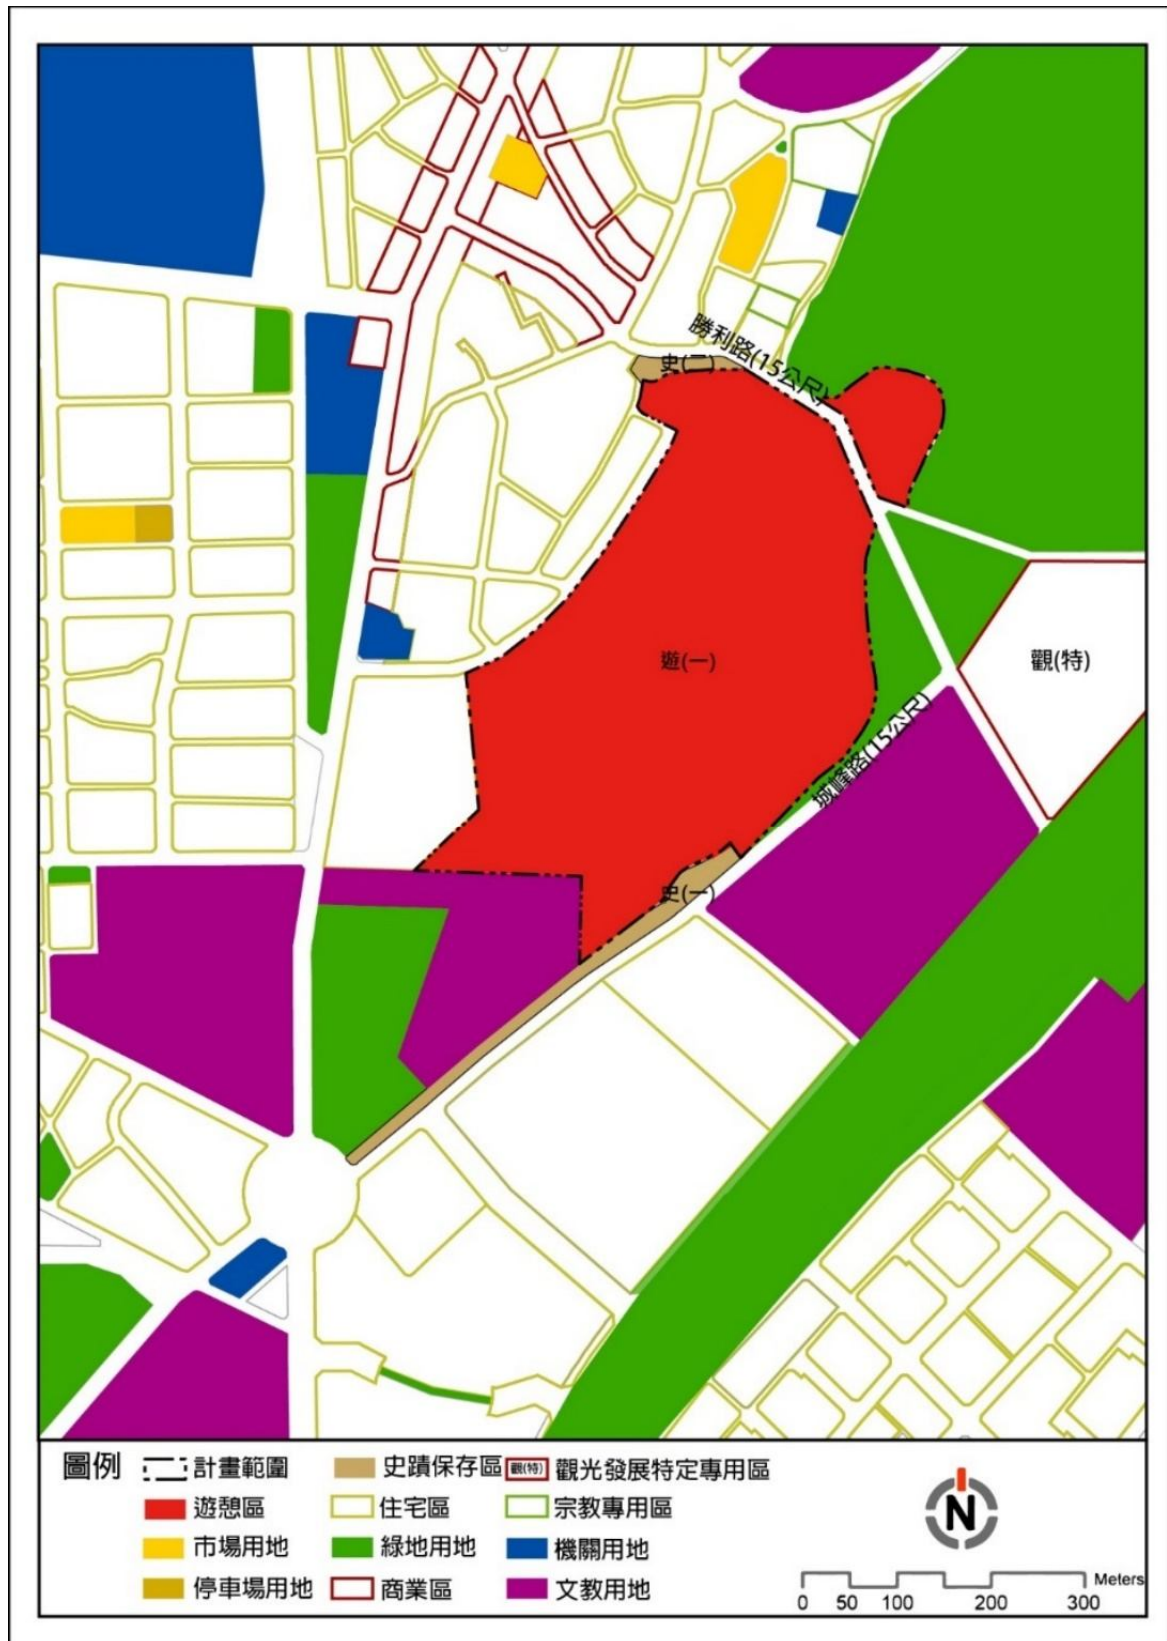 勝利路(15公尺)
史(二)
遊(一)
觀(特)
城峰路(15公尺)
史(一)
圖例
計畫範圍
史蹟保存區
觀(特) 觀光發展特定專用區
遊憩區
住宅區
宗教專用區
市場用地
綠地用地
機關用地
停車場用地
商業區
文教用地
N
Meters
0 50 100 200 300